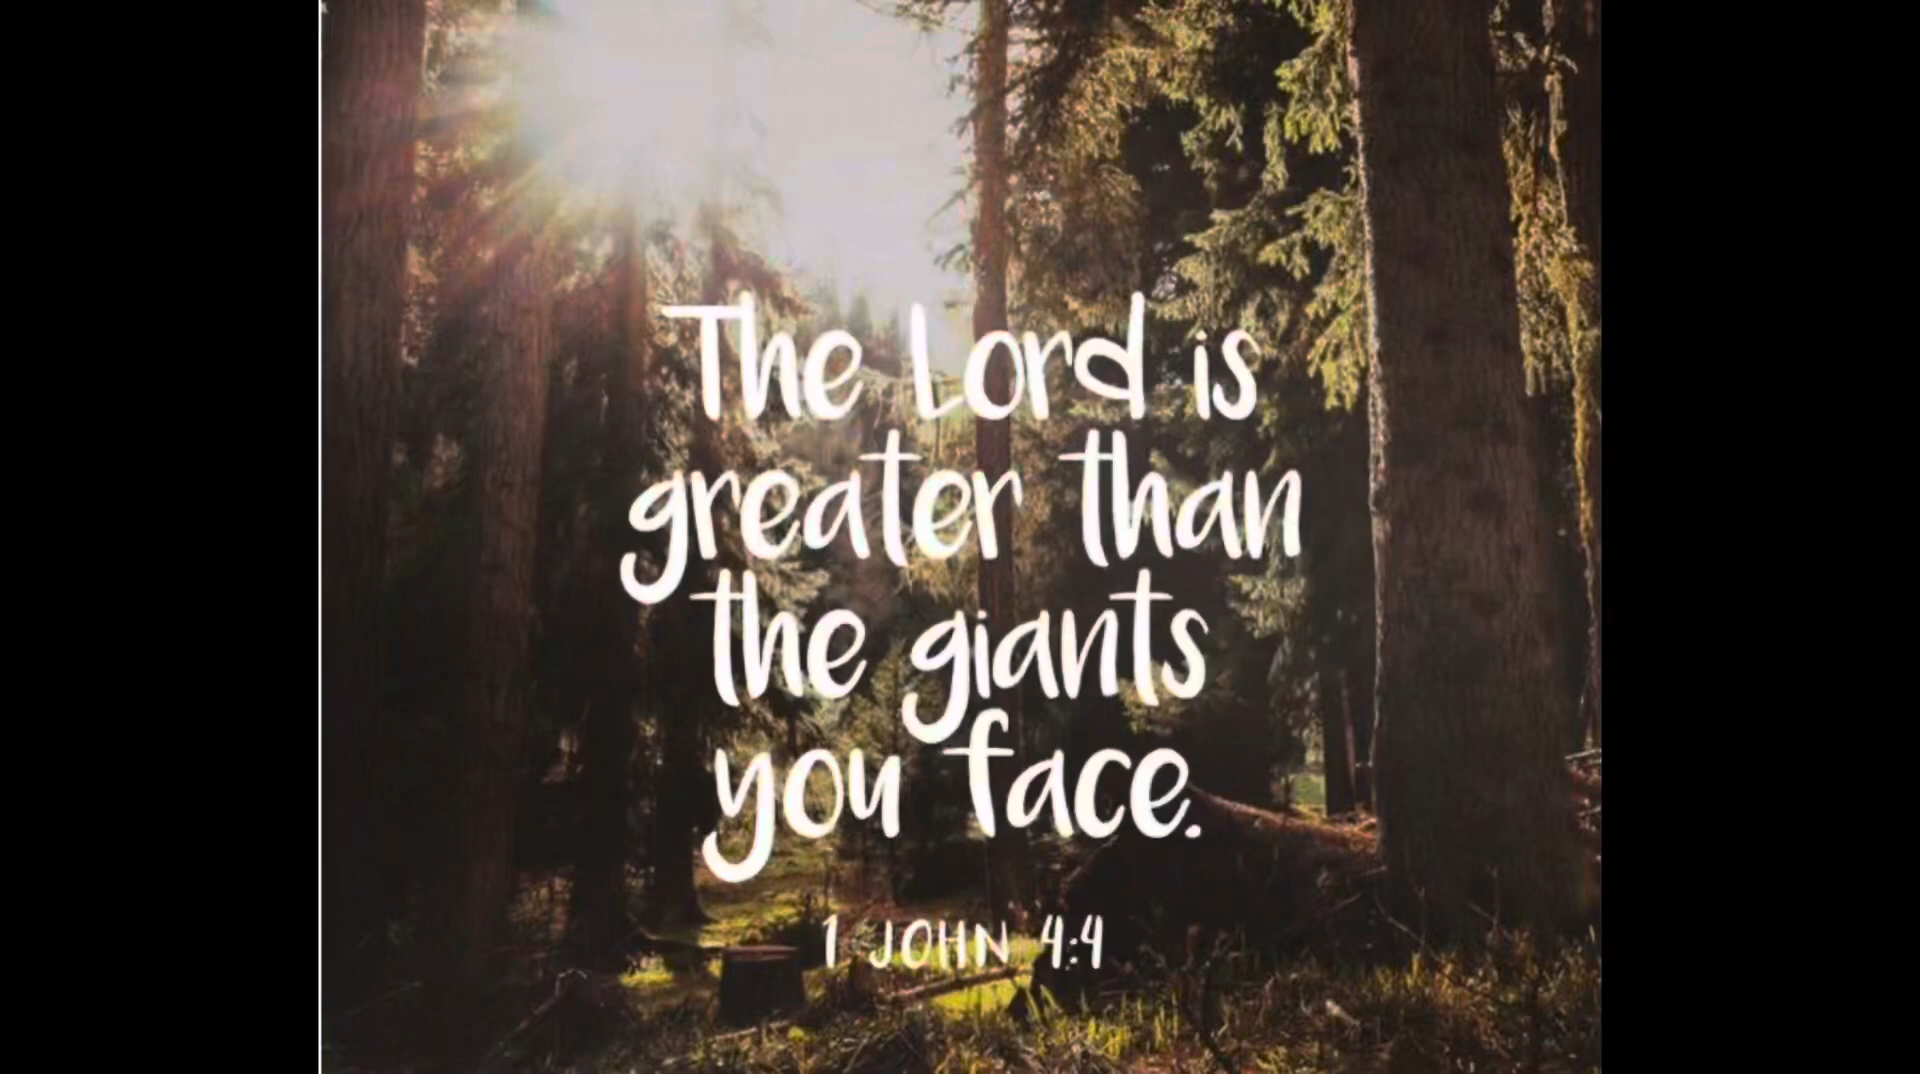 The Lord is
greater than
the giants
you face.
1 JOHN 4:4